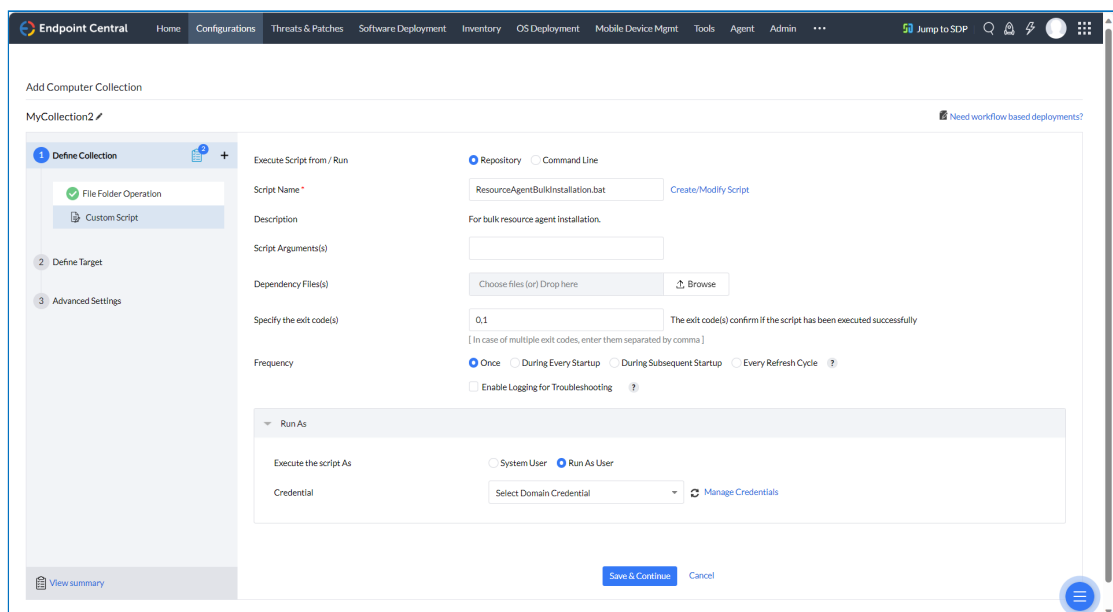 Endpoint Central Home Configurations Threats & Patches Software Deployment Inventory OS Deployment Mobile Device Mgmt Tools Agent Admin ••• Jump to SDP
Add Computer Collection
MyCollection2
Need workflow based deployments?
1 Define Collection 2 +
File Folder Operation
Custom Script
2 Define Target
3 Advanced Settings
View summary
Execute Script from / Run Repository Command Line
Script Name * ResourceAgentBulkInstallation.bat Create/Modify Script
Description For bulk resource agent installation.
Script Arguments(s)
Dependency Files(s) Choose files (or) Drop here Browse
Specify the exit code(s) 0,1 The exit code(s) confirm if the script has been executed successfully
[ In case of multiple exit codes, enter them separated by comma ]
Frequency Once During Every Startup During Subsequent Startup Every Refresh Cycle ?
Enable Logging for Troubleshooting ?
Run As
Execute the script As System User Run As User
Credential Select Domain Credential Manage Credentials
Save & Continue Cancel